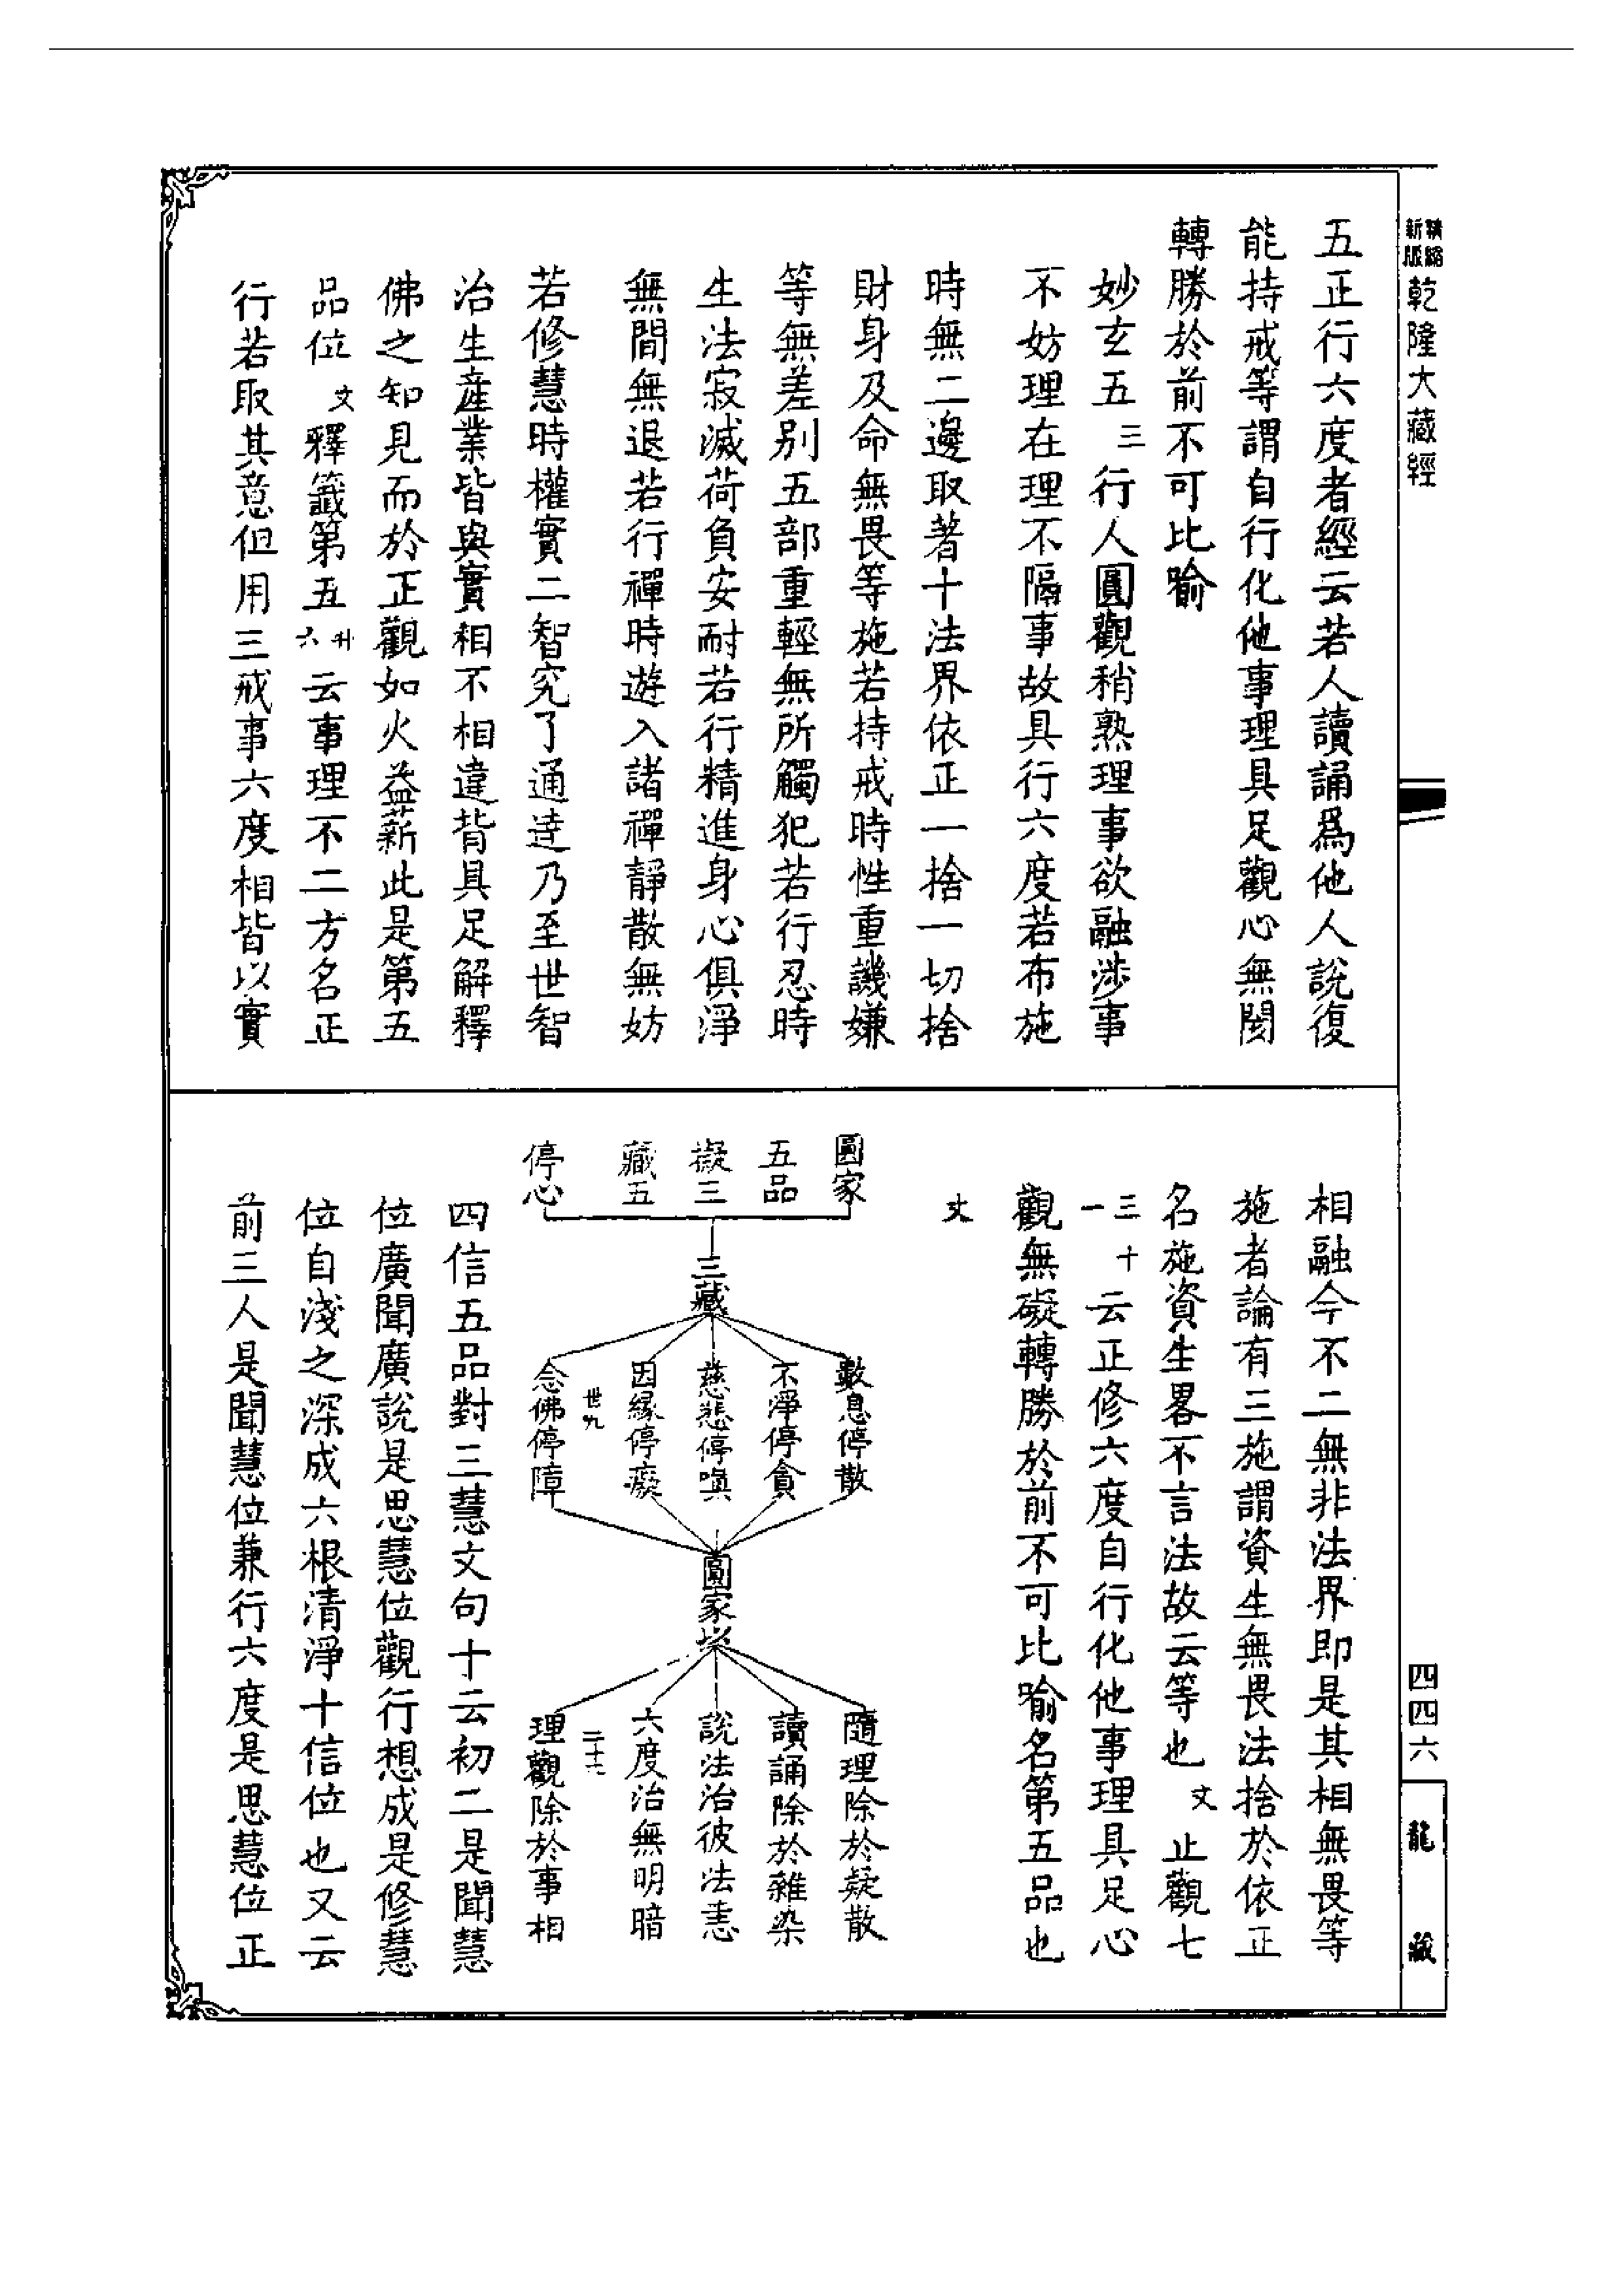 精縮新版乾隆大藏經
五正行六度者經云若人讀誦爲他人說復
能持戒等謂自行化他事理具足觀心無閡
轉勝於前不可比喻
妙玄五三行人圓觀稍熟理事欲融涉事
不妨理在理不隔事故具行六度若布施
時無二邊取著十法界依正一捨一切捨
財身及命無畏等施若持戒時性重譏嫌
等無差別五部重輕無所觸犯若行忍時
生法寂滅荷負安耐若行精進身心俱淨
無間無退若行禪時遊入諸禪靜散無妨
若修慧時權實二智究了通達乃至世智
治生產業皆與實相不相違背具足解釋
佛之知見而於正觀如火益薪此是第五
品位文釋籤第五卅六云事理不二方名正
行若取其意但用三戒事六度相皆以實
相融今不二無非法界即是其相無畏等
施者論有三施謂資生無畏法捨於依正
名施資生畧不言法故云等也文止觀七
三十一云正修六度自行化他事理具足心
觀無礙轉勝於前不可比喻名第五品也
文
圓家
五品
擬三
藏五
停心
三藏
數息停散
不淨停貪
慈悲停嗔
因緣停癡
世九
念佛停障
圓家
隨理除於疑散
讀誦除於雜染
說法治彼法恚
六度治無明暗
理觀除於事相
四信五品對三慧文句十云初二是聞慧
位廣聞廣說是思慧位觀行想成是修慧
位自淺之深成六根清淨十信位也又云
前三人是聞慧位兼行六度是思慧位正
四四六
龍藏